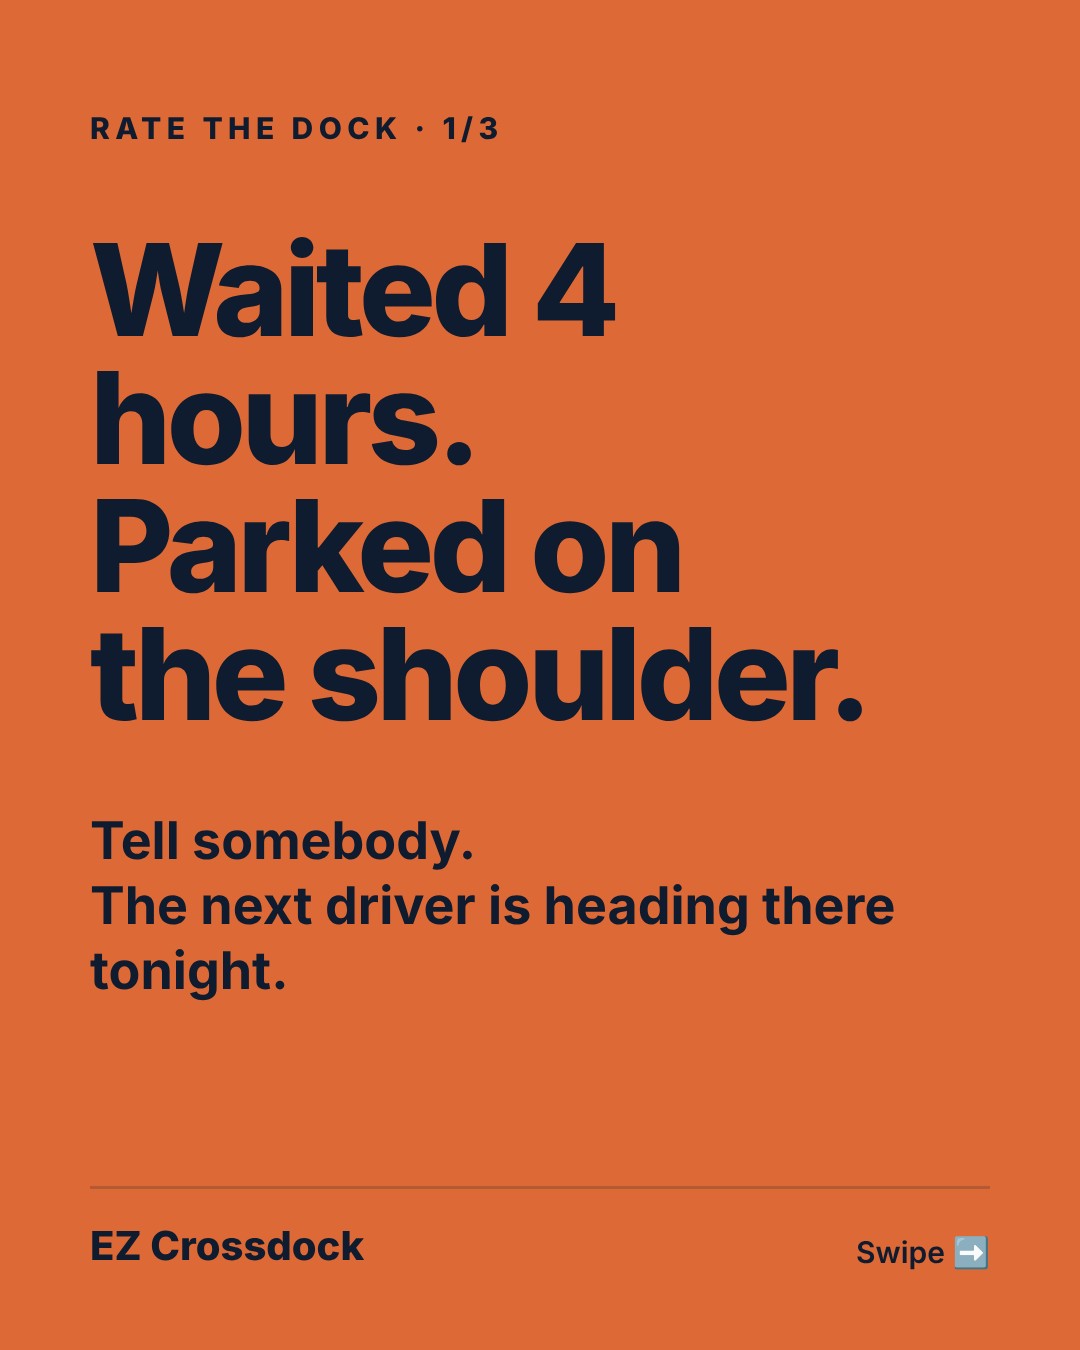 RATE THE DOCK · 1/3
Waited 4
hours.
Parked on
the shoulder.
Tell somebody.
The next driver is heading there
tonight.
EZ Crossdock
Swipe ➡️